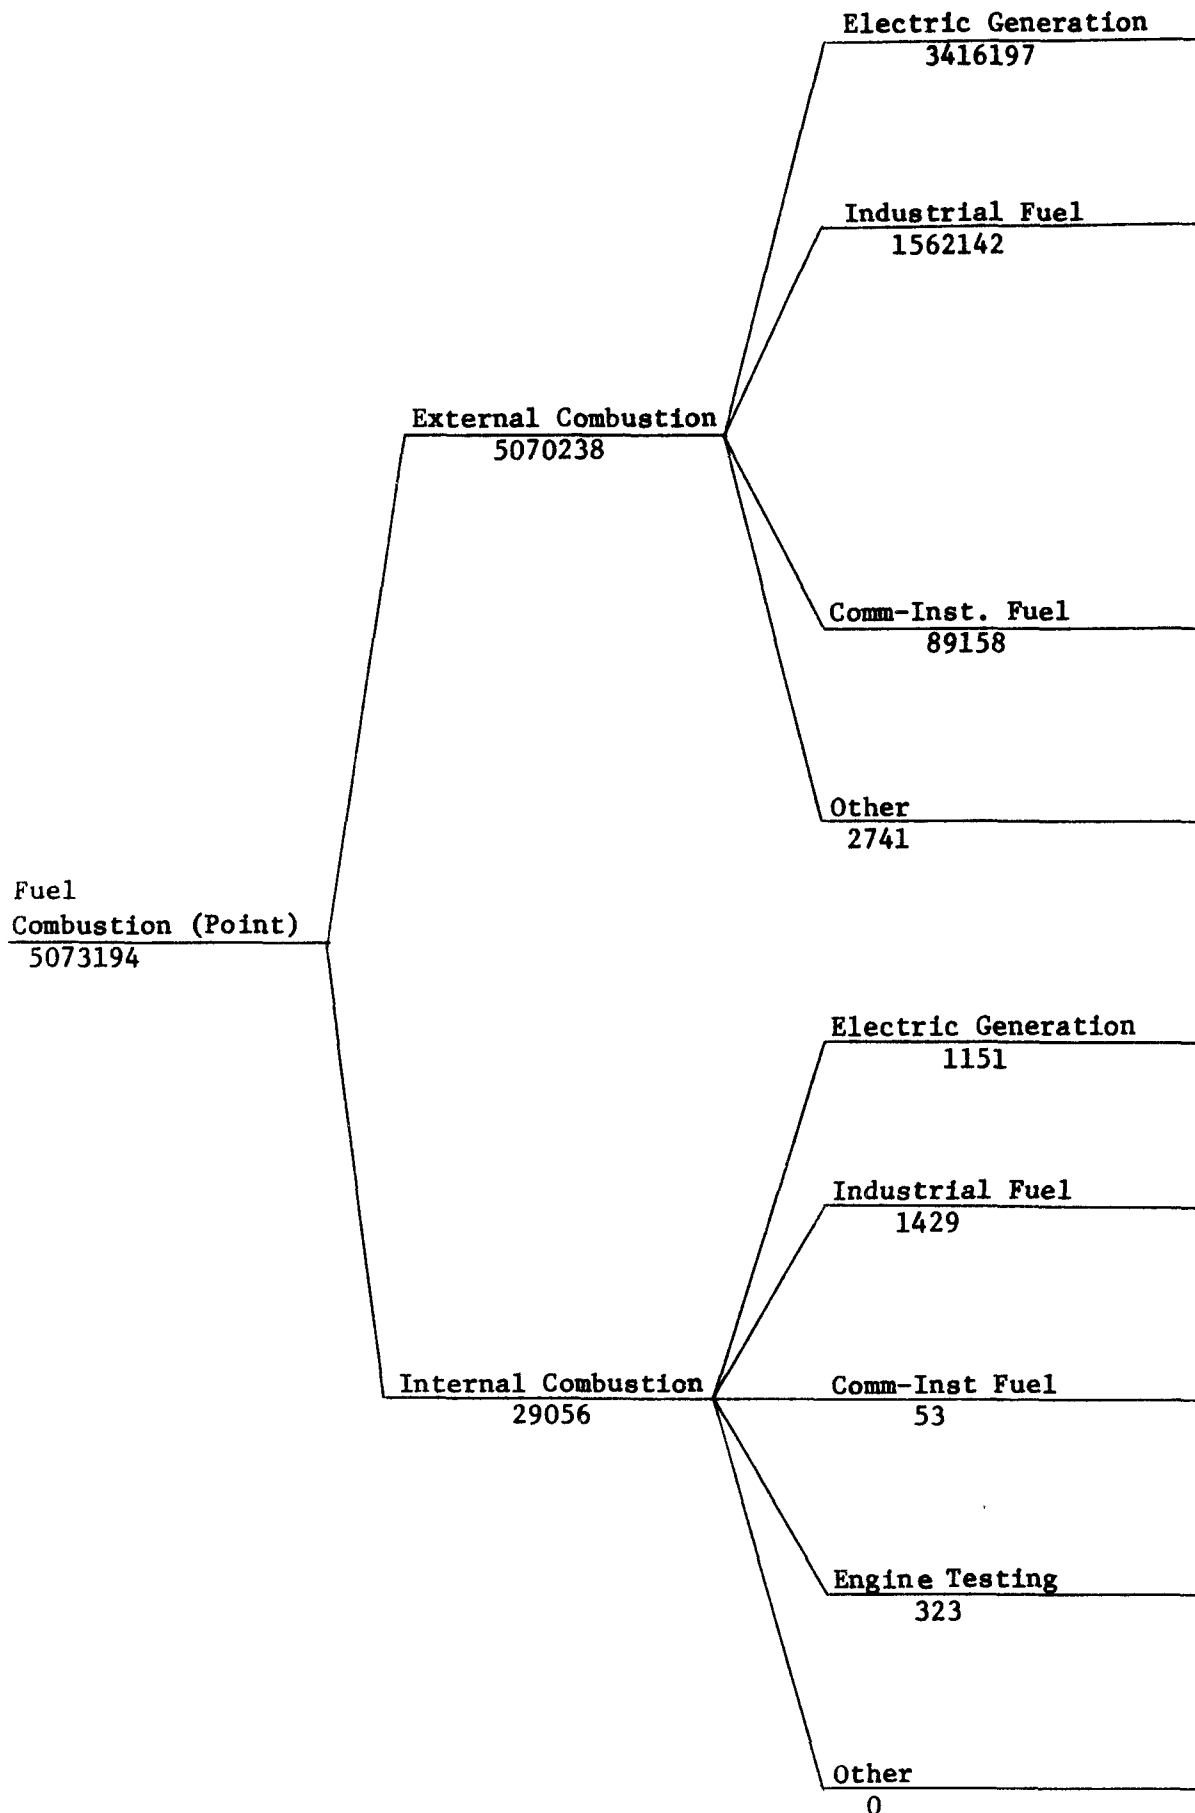 Electric Generation
3416197
Industrial Fuel
1562142
External Combustion
5070238
Comm-Inst. Fuel
89158
Other
2741
Fuel
Combustion (Point)
5073194
Electric Generation
1151
Industrial Fuel
1429
Internal Combustion
29056
Comm-Inst Fuel
53
Engine Testing
323
Other
0